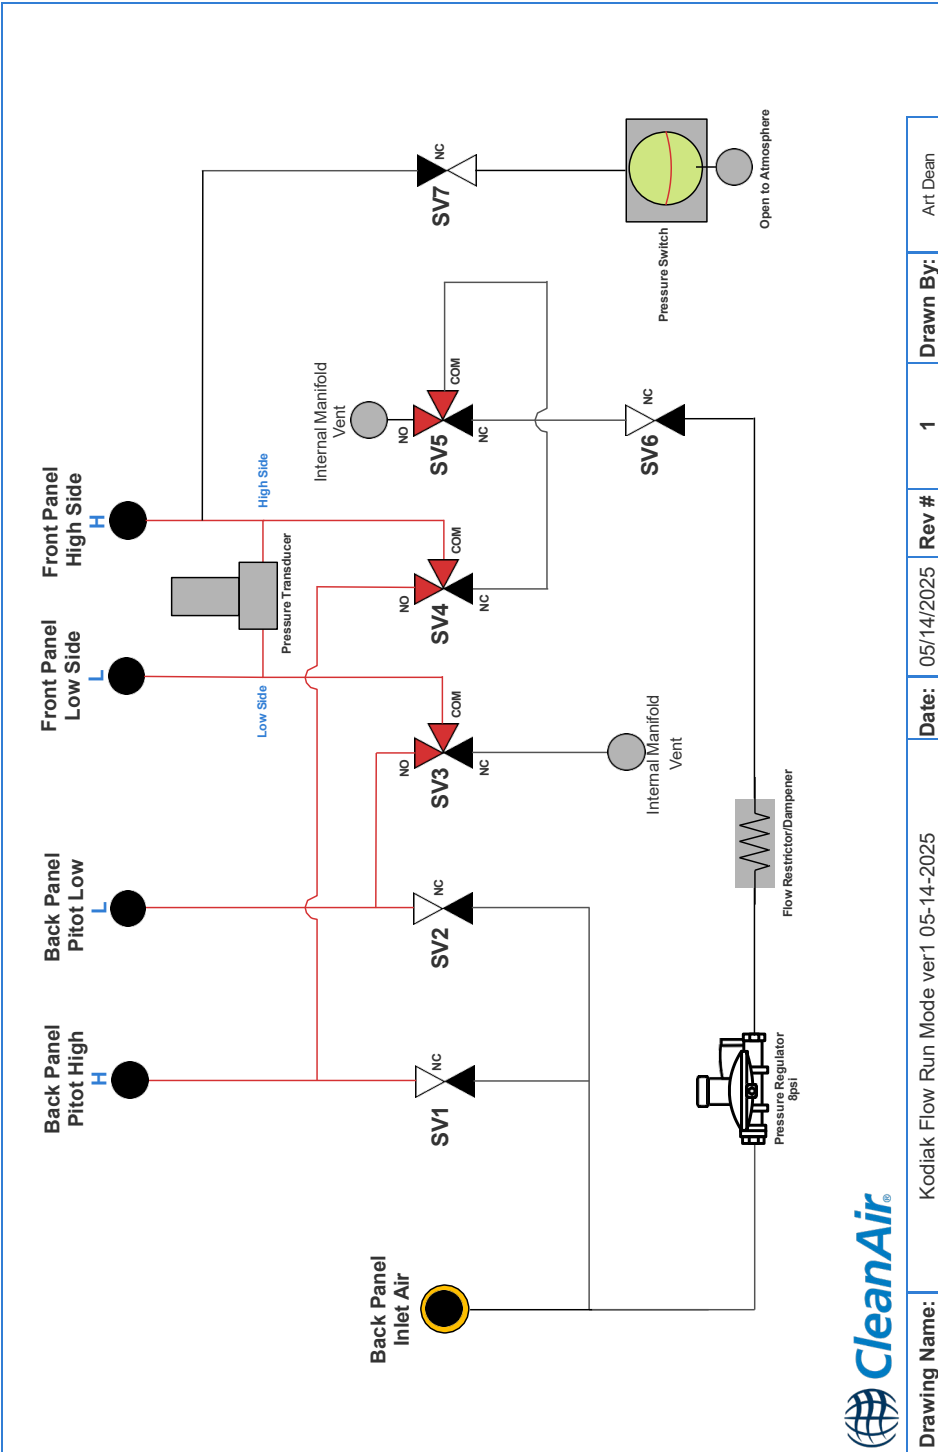 Back Panel
Pitot High
H
Back Panel
Pitot Low
L
Front Panel
Low Side
L
Front Panel
High Side
H
Low Side
High Side
Pressure Transducer
Internal Manifold
Vent
SV1
NC
SV2
NC
SV3
NO
COM
NC
SV4
NO
COM
NC
SV5
NO
COM
NC
SV7
NC
SV6
NC
Internal Manifold
Vent
Pressure Switch
Open to Atmosphere
Back Panel
Inlet Air
Pressure Regulator
8psi
Flow Restrictor/Dampener
CleanAir®
Drawing Name: Kodiak Flow Run Mode ver1 05-14-2025 Date: 05/14/2025 Rev # 1 Drawn By: Art Dean